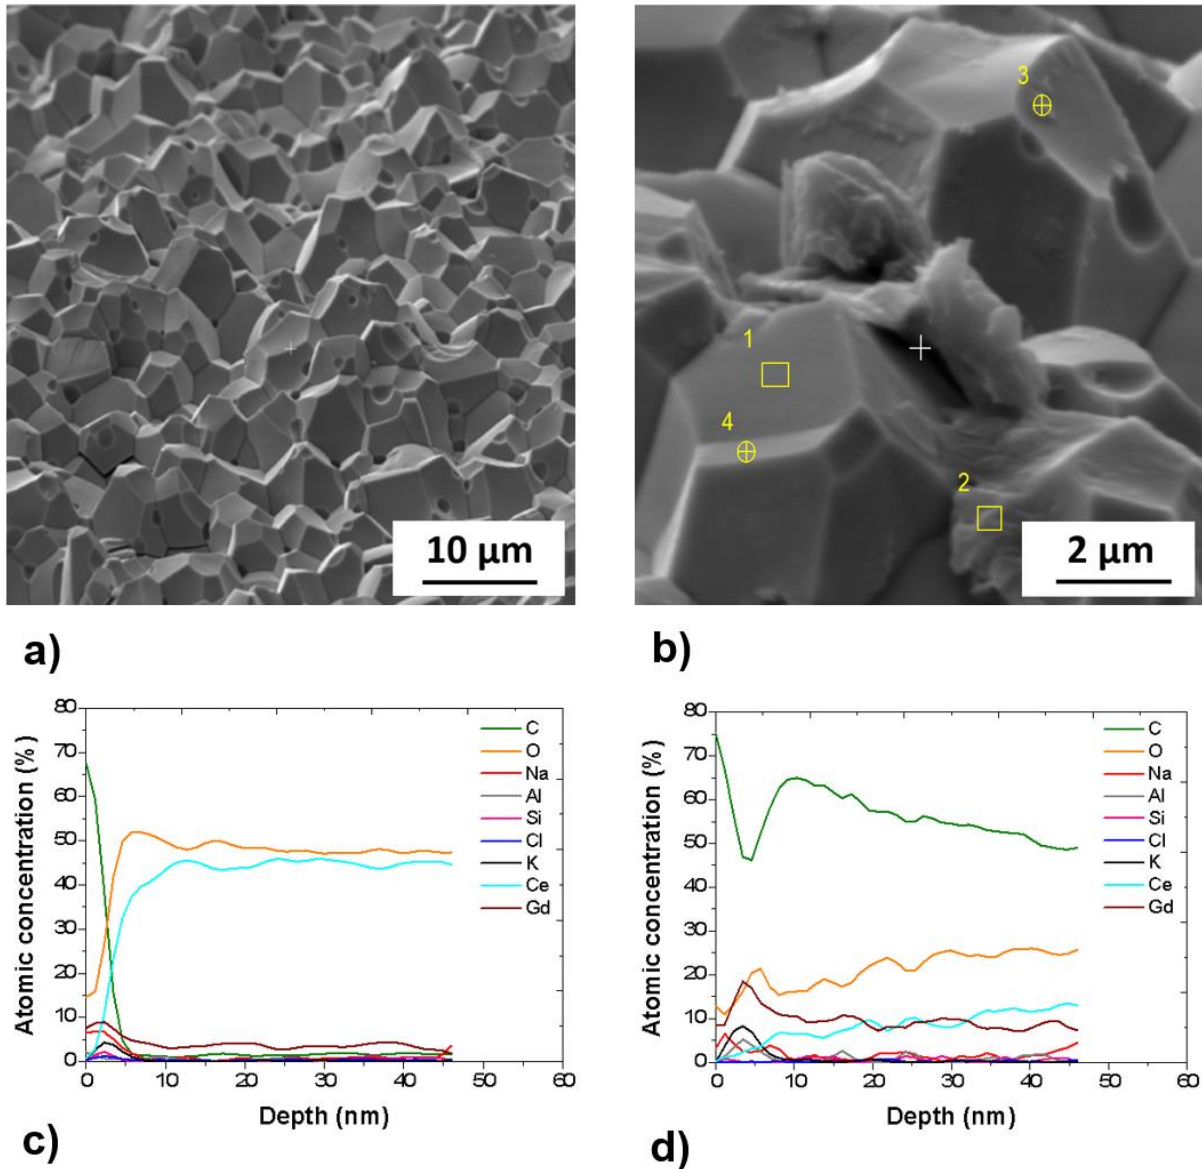 10 µm
3
1
4
2
2 µm
a)
b)
80
70
60
50
40
30
20
10
0
Atomic concentration (%)
C
O
Na
Al
Si
Cl
K
Ce
Gd
0 10 20 30 40 50 60
Depth (nm)
c)
80
70
60
50
40
30
20
10
0
Atomic concentration (%)
C
O
Na
Al
Si
Cl
K
Ce
Gd
0 10 20 30 40 50 60
Depth (nm)
d)